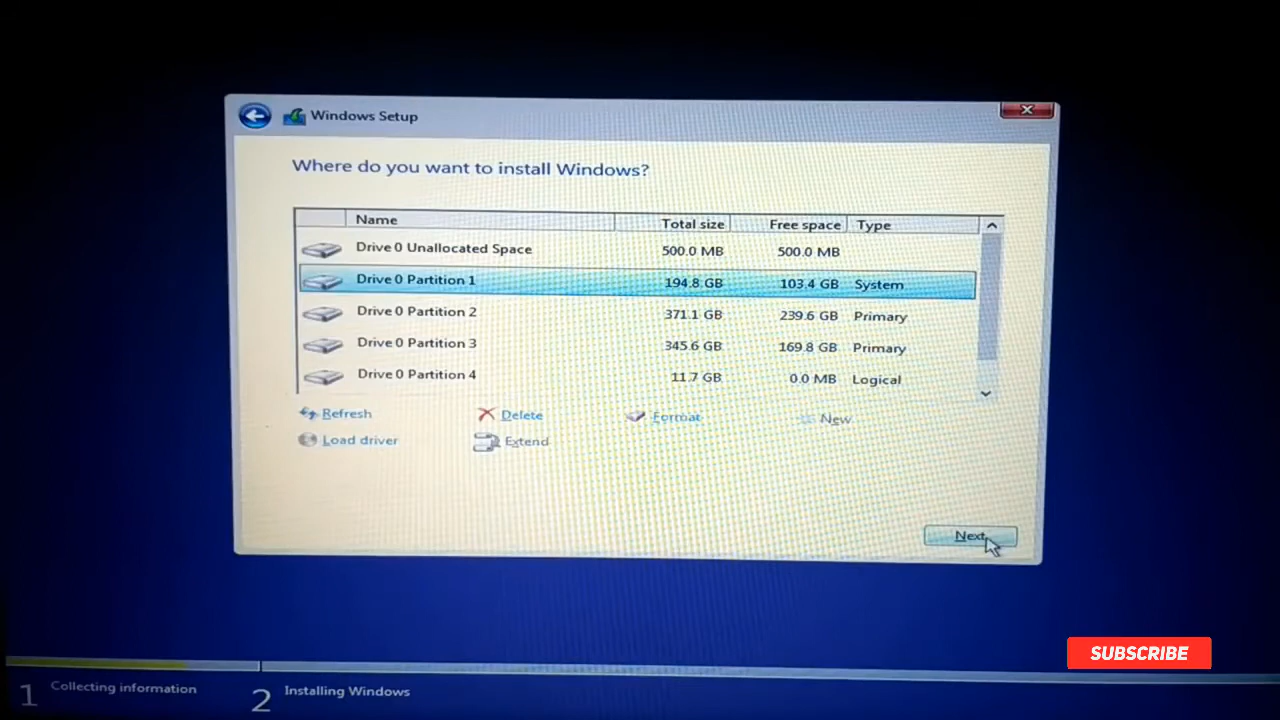 Windows Setup
Where do you want to install Windows?
Name Total size Free space Type
Drive 0 Unallocated Space 500.0 MB 500.0 MB
Drive 0 Partition 1 194.8 GB 103.4 GB System
Drive 0 Partition 2 371.1 GB 239.6 GB Primary
Drive 0 Partition 3 345.6 GB 169.8 GB Primary
Drive 0 Partition 4 11.7 GB 0.0 MB Logical
Refresh Delete Format New
Load driver Extend
Next
SUBSCRIBE
1 Collecting information 2 Installing Windows